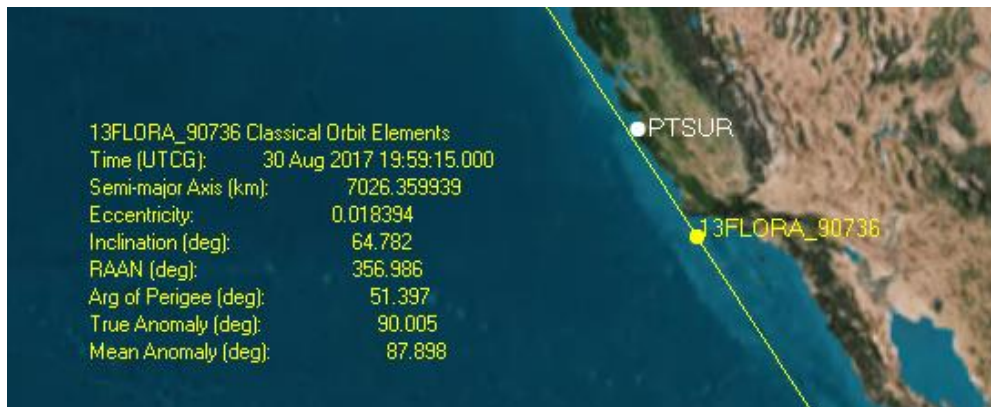 13FLORA_90736 Classical Orbit Elements
Time (UTCG): 30 Aug 2017 19:59:15.000
Semi-major Axis (km): 7026.359939
Eccentricity: 0.018394
Inclination (deg): 64.782
RAAN (deg): 356.986
Arg of Perigee (deg): 51.397
True Anomaly (deg): 90.005
Mean Anomaly (deg): 87.898
PTSUR
13FLORA_90736